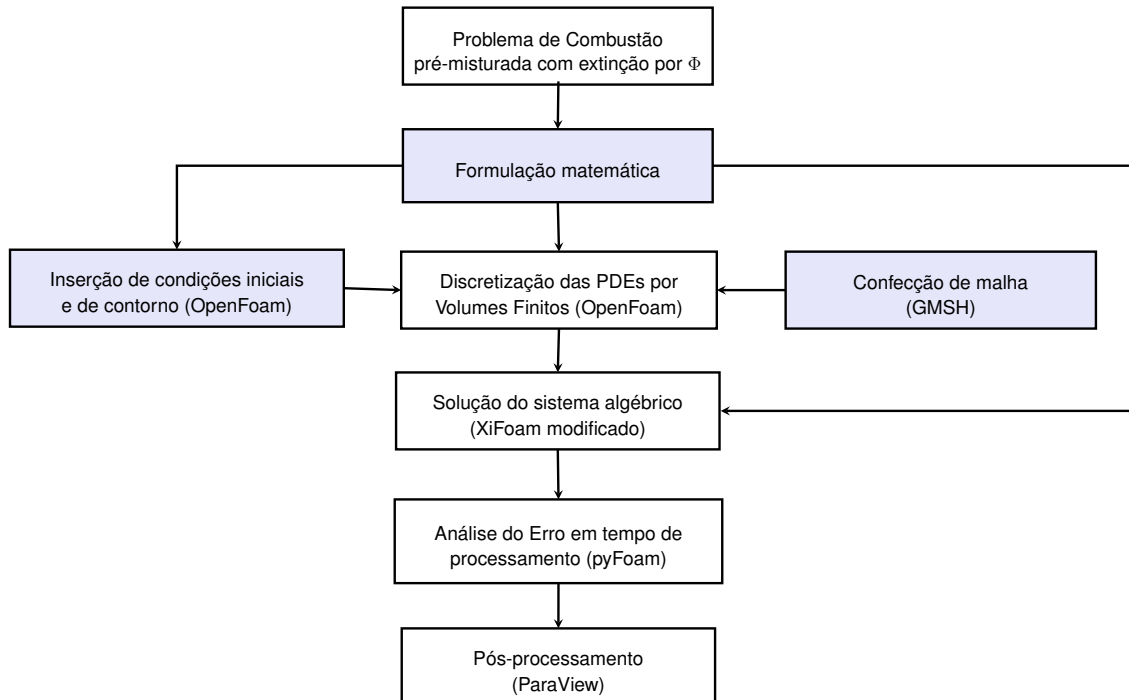 Problema de Combustão
pré-misturada com extinção por Φ
Formulação matemática
Inserção de condições iniciais
e de contorno (OpenFoam)
Discretização das PDEs por
Volumes Finitos (OpenFoam)
Confecção de malha
(GMSH)
Solução do sistema algébrico
(XiFoam modificado)
Análise do Erro em tempo de
processamento (pyFoam)
Pós-processamento
(ParaView)